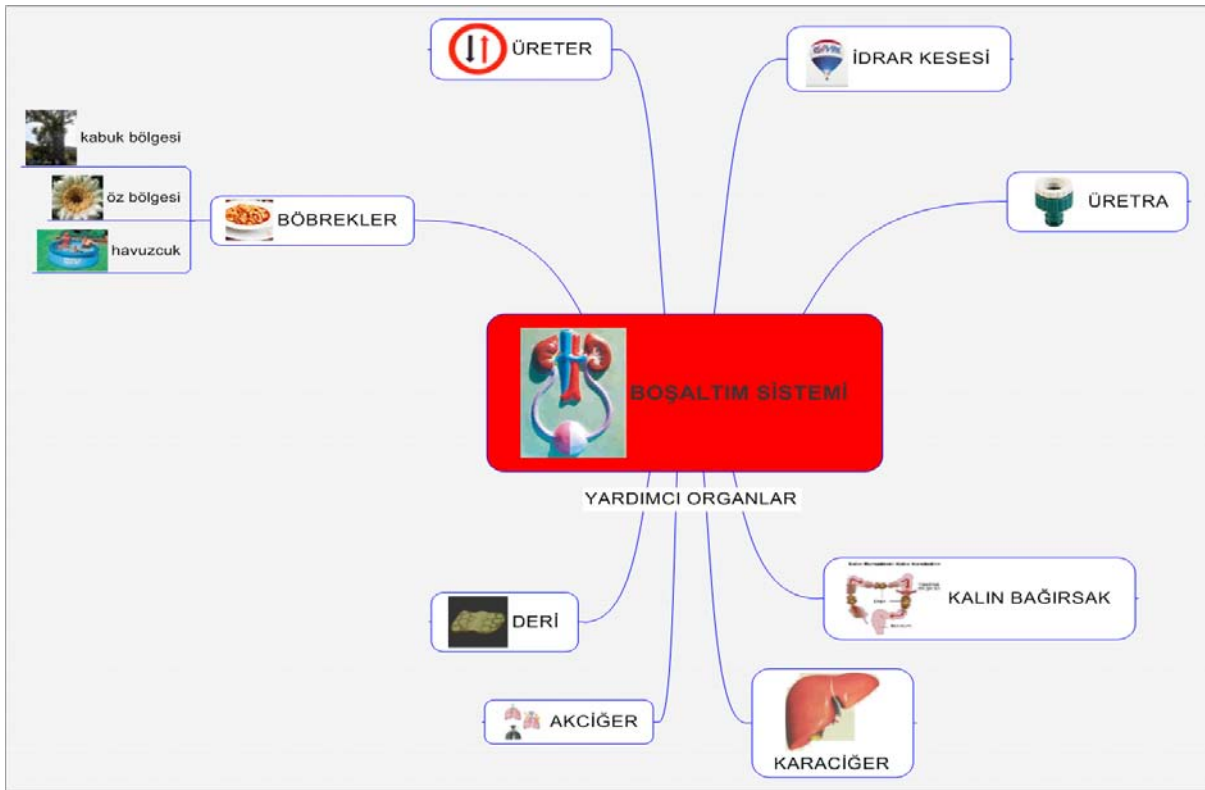 ÜRETER
İDRAR KESESİ
kabuk bölgesi
öz bölgesi
havuzcuk
BÖBREKLER
ÜRETRA
BOŞALTIM SİSTEMİ
YARDIMCI ORGANLAR
KALIN BAĞIRSAK
DERİ
AKCİĞER
KARACİĞER